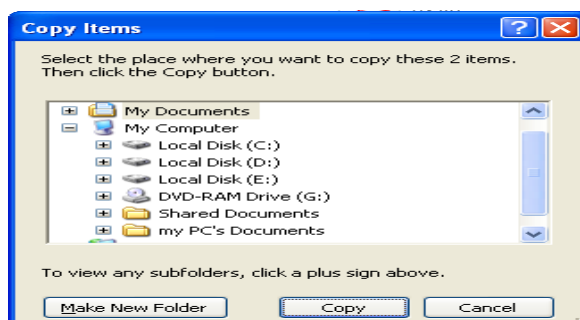 Copy Items
Select the place where you want to copy these 2 items.
Then click the Copy button.
My Documents
My Computer
Local Disk (C:)
Local Disk (D:)
Local Disk (E:)
DVD-RAM Drive (G:)
Shared Documents
my PC's Documents
To view any subfolders, click a plus sign above.
Make New Folder Copy Cancel